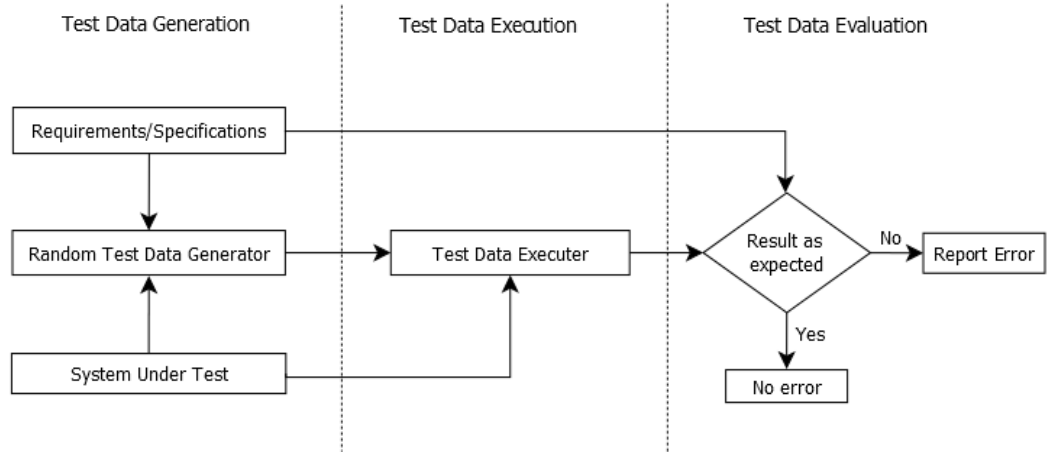 Test Data Generation
Test Data Execution
Test Data Evaluation
Requirements/Specifications
Random Test Data Generator
Test Data Executer
Result as
expected
No
Report Error
Yes
System Under Test
No error